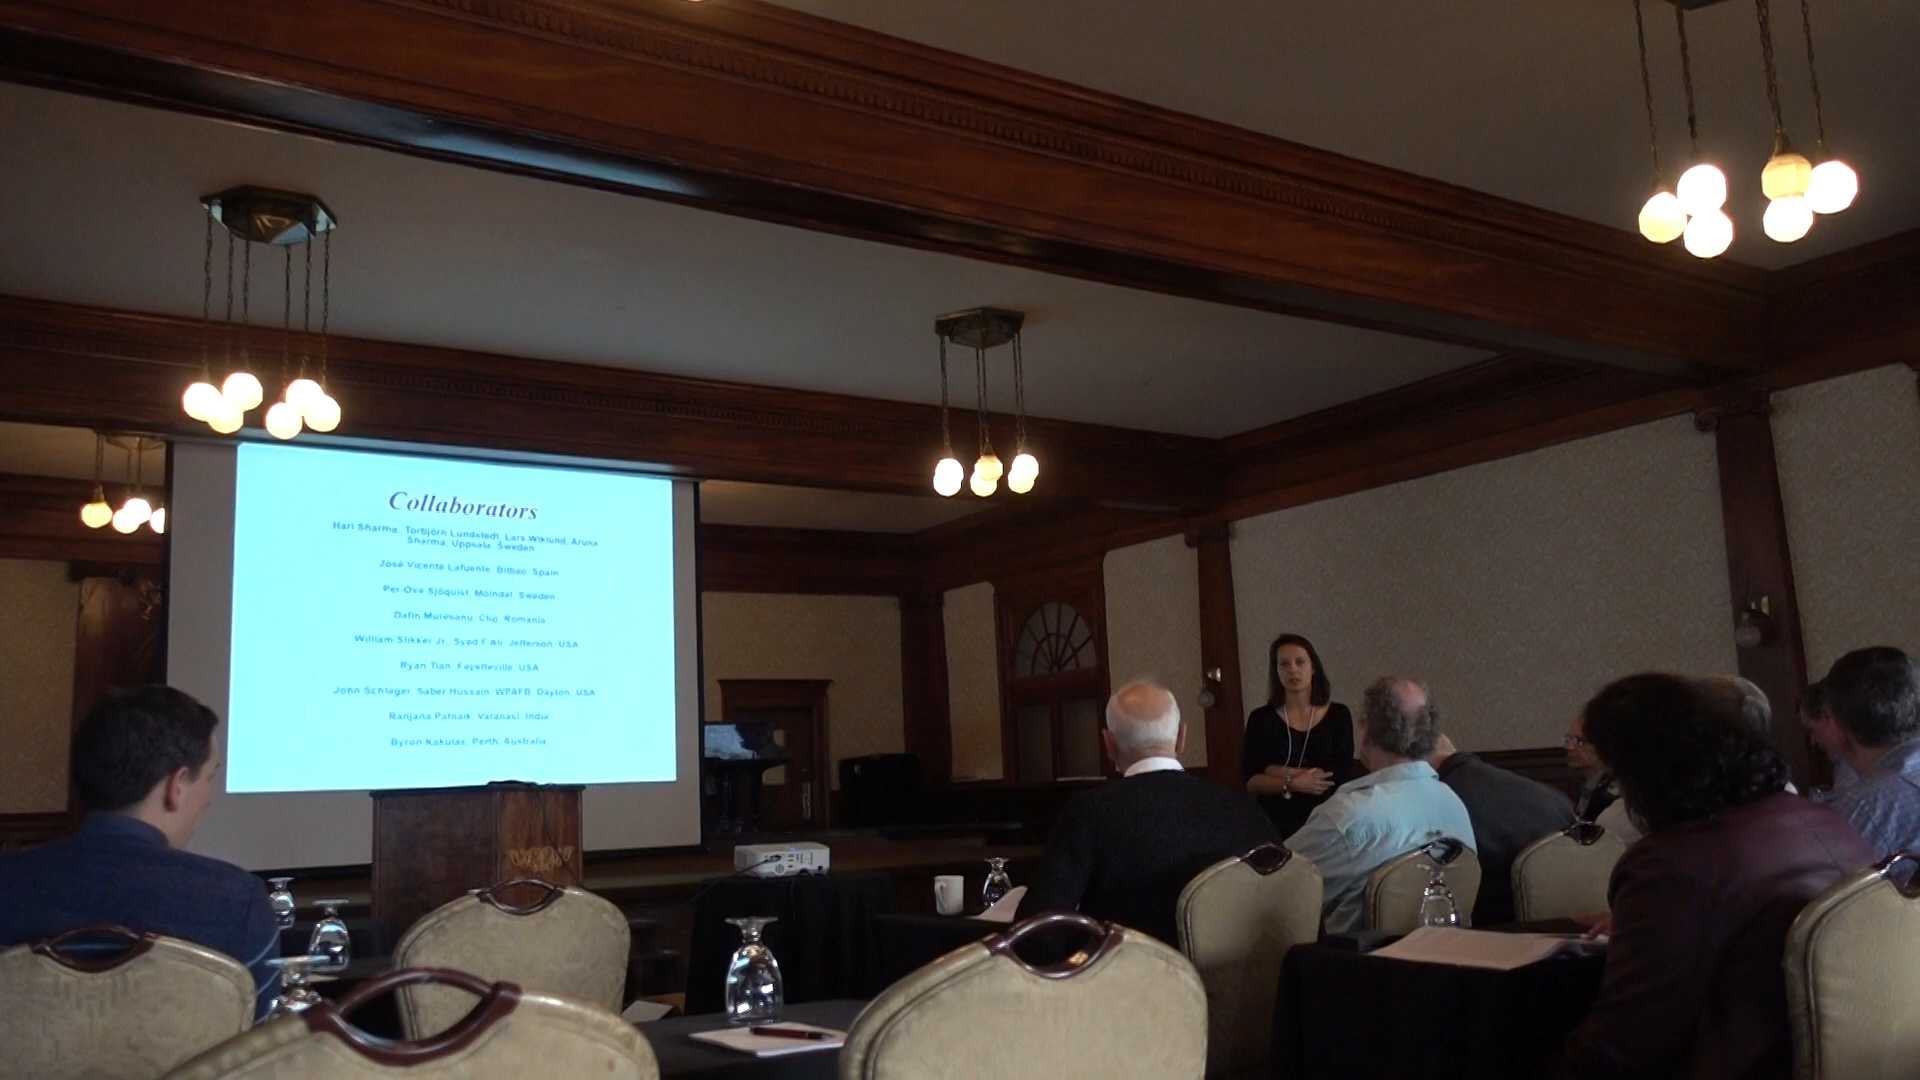 Collaborators
Hari Sharma, Torbjörn Lundstedt, Lars Wiklund, Aruna
Sharma, Uppsala, Sweden
José Vicente Lafuente, Bilbao, Spain
Per-Ove Sjöquist, Mölndal, Sweden
Dafin Muresanu, Cluj, Romania
William Slikker Jr., Syed F Ali, Jefferson, USA
Ryan Tian, Fayetteville, USA
John Schlager, Saber Hussain, WPAFB, Dayton, USA
Ranjana Patnaik, Varanasi, India
Byron Kakulas, Perth, Australia